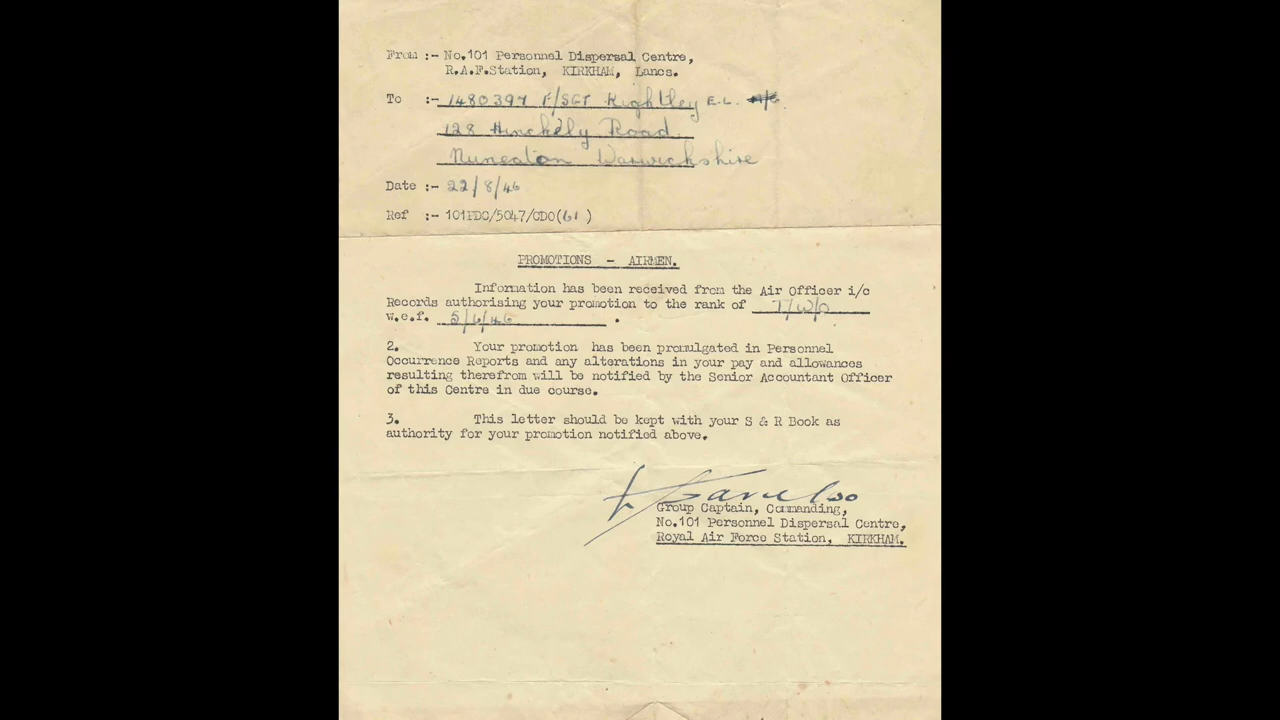 From :- No.101 Personnel Dispersal Centre,
R.A.F.Station, KIRKHAM, Lancs.
To :- 1480397 F/SGT Kightley E.L.
128 Hinckely Road
Nuneaton Warwickshire
Date :- 22/8/46
Ref :- 101PDC/5047/CDO(61)
PROMOTIONS - AIRMEN.
Information has been received from the Air Officer i/c
Records authorising your promotion to the rank of T/W/O
w.e.f. 5/6/46 .
2. Your promotion has been promulgated in Personnel
Occurrence Reports and any alterations in your pay and allowances
resulting therefrom will be notified by the Senior Accountant Officer
of this Centre in due course.
3. This letter should be kept with your S & R Book as
authority for your promotion notified above.
Group Captain, Commanding,
No.101 Personnel Dispersal Centre,
Royal Air Force Station, KIRKHAM.